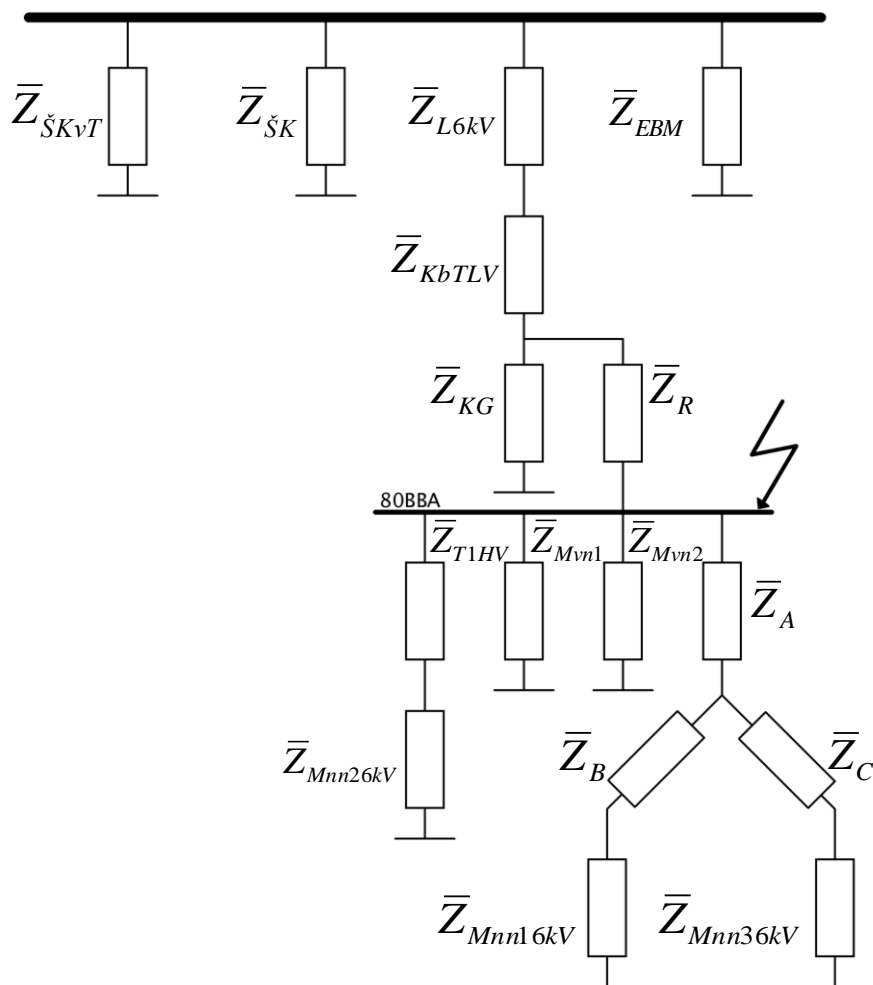 Z̅ŠKvT
Z̅ŠK
Z̅L6kV
Z̅EBM
Z̅KbTLV
Z̅KG
Z̅R
80BBA
Z̅T1HV
Z̅Mvn1
Z̅Mvn2
Z̅A
Z̅Mnn26kV
Z̅B
Z̅C
Z̅Mnn16kV
Z̅Mnn36kV